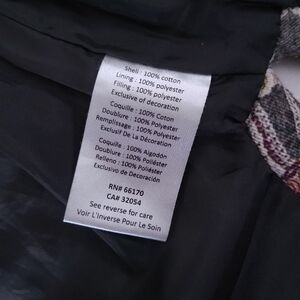 Shell : 100% cotton
Lining : 100% polyester
Filling : 100% polyester
Exclusive of decoration
Coquille : 100% Coton
Doublure : 100% Polyester
Remplissage : 100% Polyester
Exclusif De La Décoration
Coquille : 100% Algodón
Doublure : 100% Poliéster
Relleno : 100% Poliéster
Exclusivo de Decoración
RN# 66170
CA# 32054
See reverse for care
Voir L'Inverse Pour Le Soin